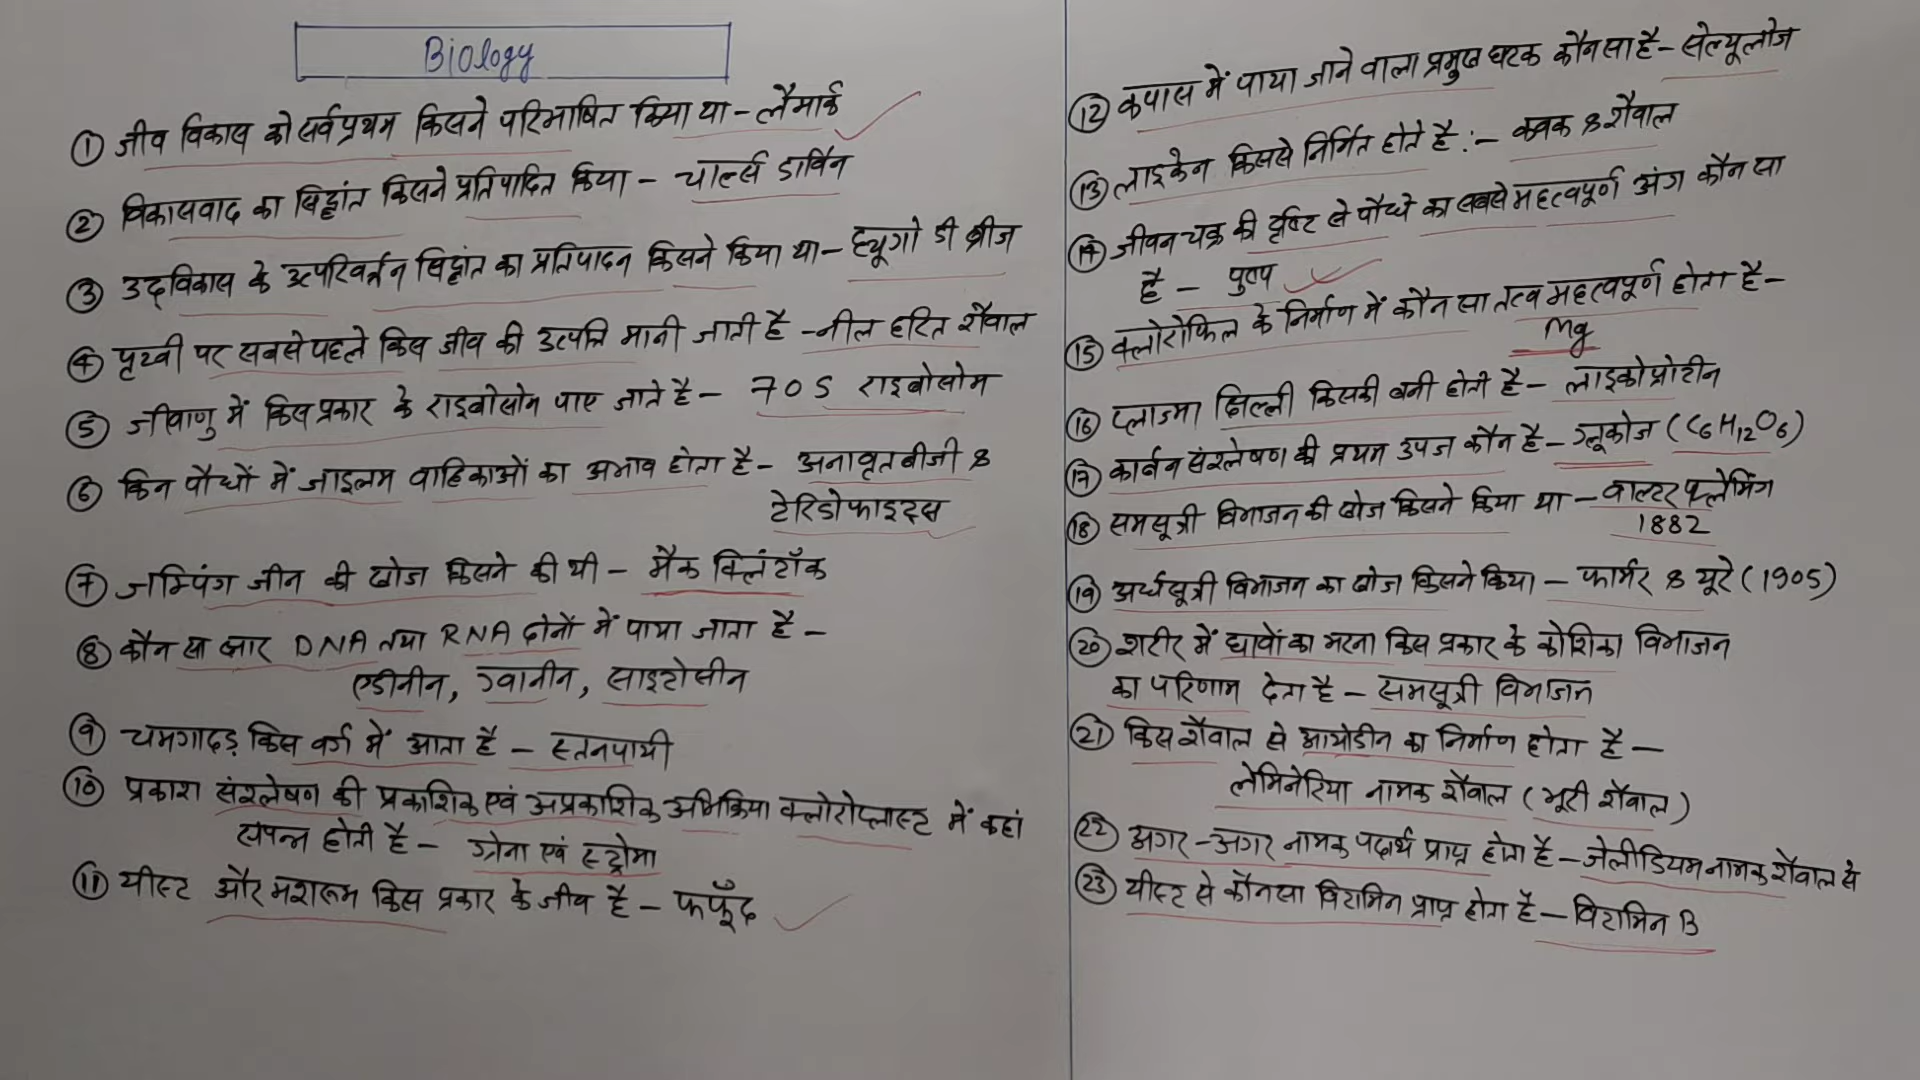 Biology
① जीव विकास को सर्वप्रथम किसने परिभाषित किया था - लैमार्क
② विकासवाद का सिद्धांत किसने प्रतिपादित किया - चार्ल्स डार्विन
③ उद्विकास के उत्परिवर्तन सिद्धांत का प्रतिपादन किसने किया था - ह्यूगो डी ब्रीज
④ पृथ्वी पर सबसे पहले किस जीव की उत्पत्ति मानी जाती है - नील हरित शैवाल
⑤ जीवाणु में किस प्रकार के राइबोसोम पाए जाते है - 70S राइबोसोम
⑥ किन पौधों में जाइलम वाहिकाओं का अभाव होता है - अनावृतबीजी &
टेरिडोफाइट्स
⑦ जम्पिंग जीन की खोज किसने की थी - मैक क्लिंटॉक
⑧ कौन सा क्षार DNA तथा RNA दोनों में पाया जाता है -
एडीनीन, ग्वानीन, साइटोसीन
⑨ चमगादड़ किस वर्ग में आता है - स्तनपायी
⑩ प्रकाश संश्लेषण की प्रकाशिक एवं अप्रकाशिक अभिक्रिया क्लोरोप्लास्ट में कहां
संपन्न होती है - ग्रेना एवं स्ट्रोमा
⑪ यीस्ट और मशरूम किस प्रकार के जीव है - फफूँद
⑫ कपास में पाया जाने वाला प्रमुख घटक कौन सा है - सेल्यूलोज
⑬ लाइकेन किससे निर्मित होते है :- कवक & शैवाल
⑭ जीवन चक्र की दृष्टि से पौधे का सबसे महत्वपूर्ण अंग कौन सा
है - पुष्प
⑮ क्लोरोफिल के निर्माण में कौन सा तत्व महत्वपूर्ण होता है -
Mg
⑯ प्लाज्मा झिल्ली किसकी बनी होती है - लाइकोप्रोटीन
⑰ कार्बन संश्लेषण की प्रथम उपज कौन है - ग्लूकोज (C6H12O6)
⑱ समसूत्री विभाजन की खोज किसने किया था - वाल्टर फ्लेमिंग
1882
⑲ अर्धसूत्री विभाजन का खोज किसने किया - फार्मर & मूरे (1905)
⑳ शरीर में घावों का भरना किस प्रकार के कोशिका विभाजन
का परिणाम देता है - समसूत्री विभाजन
㉑ किस शैवाल से आयोडीन का निर्माण होता है -
लेमिनेरिया नामक शैवाल (भूरी शैवाल)
㉒ अगर-अगर नामक पदार्थ प्राप्त होता है - जेलीडियम नामक शैवाल से
㉓ यीस्ट से कौनसा विटामिन प्राप्त होता है - विटामिन B